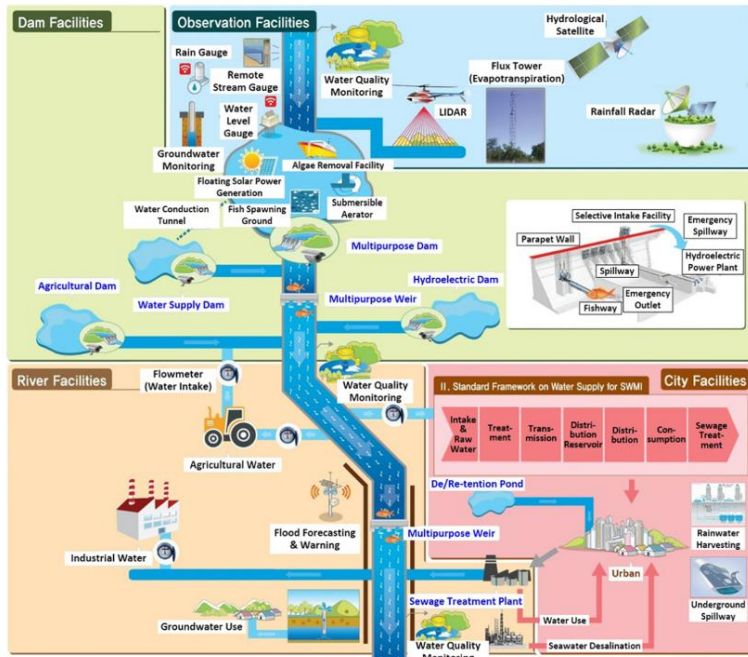 Dam Facilities
Observation Facilities
Rain Gauge
Remote
Stream Gauge
Water
Level
Gauge
Groundwater
Monitoring
Water Quality
Monitoring
LIDAR
Flux Tower
(Evapotranspiration)
Hydrological
Satellite
Rainfall Radar
Algae Removal Facility
Floating Solar Power
Generation
Fish Spawning
Ground
Submersible
Aerator
Water Conduction
Tunnel
Multipurpose Dam
Agricultural Dam
Water Supply Dam
Multipurpose Weir
Hydroelectric Dam
Selective Intake Facility
Emergency
Spillway
Parapet Wall
Spillway
Hydroelectric
Power Plant
Fishway
Emergency
Outlet
River Facilities
Flowmeter
(Water Intake)
Water Quality
Monitoring
Agricultural Water
II. Standard Framework on Water Supply for SWMI
City Facilities
Intake
&
Raw
Water
Treat-
ment
Trans-
mission
Distri-
bution
Reservoir
Distri-
bution
Con-
sumption
Sewage
Treat-
ment
De/Re-tention Pond
Flood Forecasting
& Warning
Multipurpose Weir
Industrial Water
Rainwater
Harvesting
Urban
Sewage Treatment Plant
Underground
Spillway
Groundwater Use
Water Use
Water Quality
Monitoring
Seawater Desalination